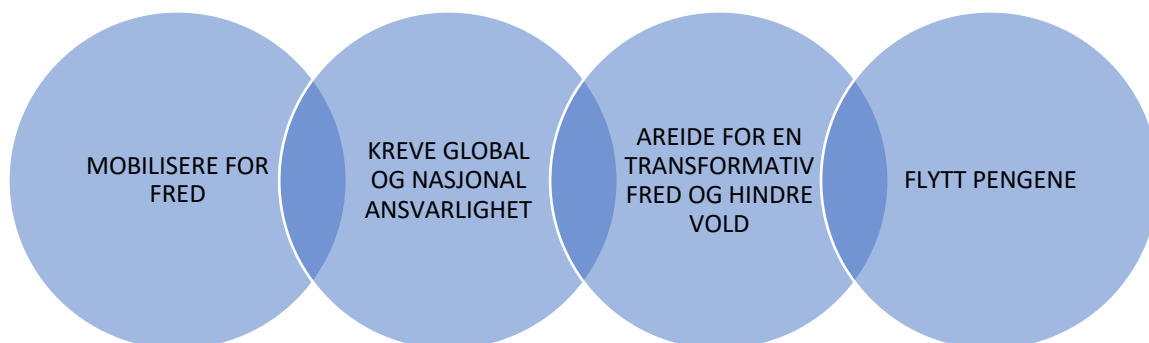 MOBILISERE FOR
FRED
KREVE GLOBAL
OG NASJONAL
ANSVARLIGHET
AREIDE FOR EN
TRANSFORMATIV
FRED OG HINDRE
VOLD
FLYTT PENGENE